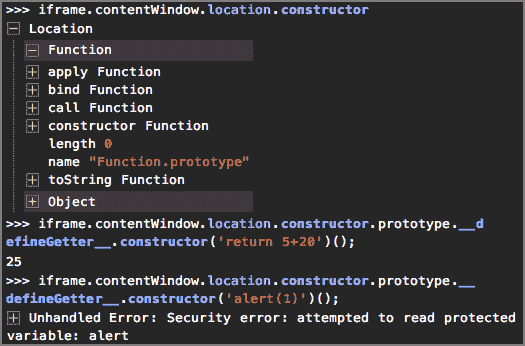 >>> iframe.contentWindow.location.constructor
Location
Function
apply Function
bind Function
call Function
constructor Function
length 0
name "Function.prototype"
toString Function
Object
>>> iframe.contentWindow.location.constructor.prototype.__d
efineGetter__.constructor('return 5+20')();
25
>>> iframe.contentWindow.location.constructor.prototype.__
defineGetter__.constructor('alert(1)')();
Unhandled Error: Security error: attempted to read protected
variable: alert